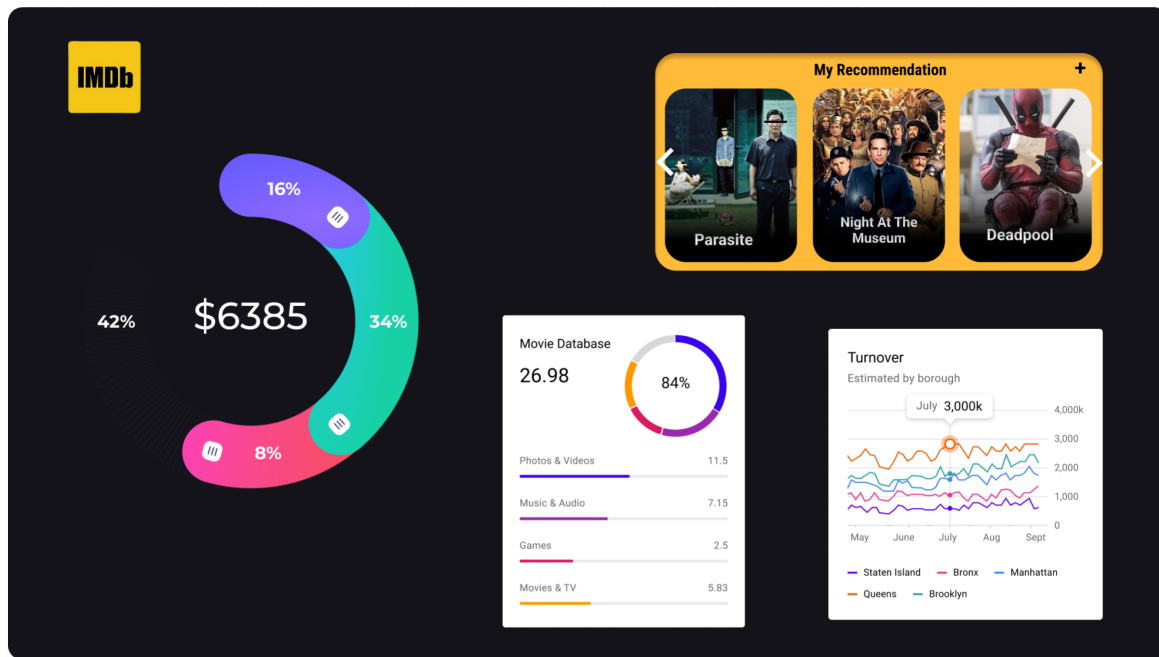 IMDb
16%
34%
42%
$6385
8%
My Recommendation
+
Parasite
Night At The
Museum
Deadpool
Movie Database
26.98
84%
Photos & Videos 11.5
Music & Audio 7.15
Games 2.5
Movies & TV 5.83
Turnover
Estimated by borough
July 3,000k
4,000k
3,000
2,000
1,000
0
May June July Aug Sept
Staten Island Bronx Manhattan
Queens Brooklyn